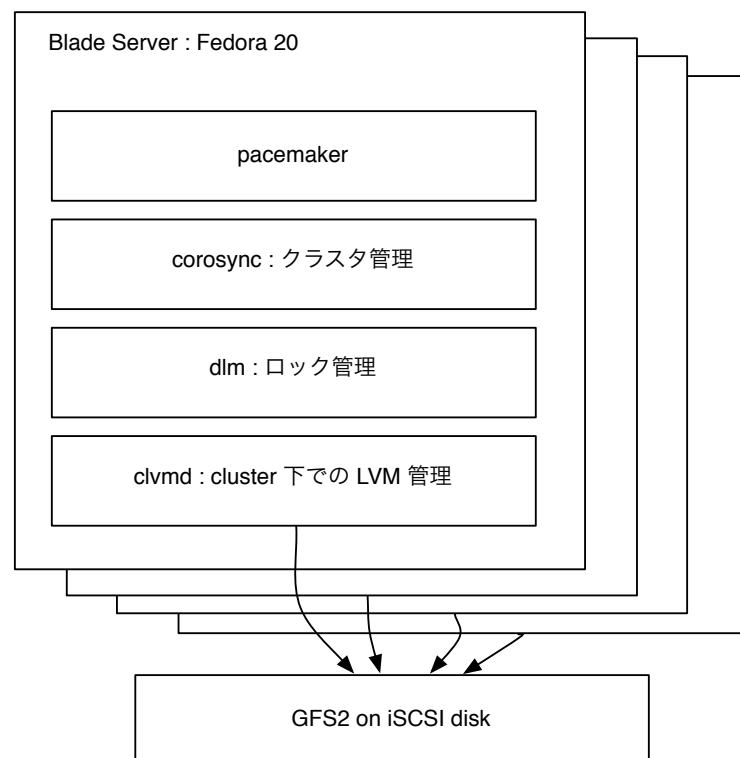 Blade Server : Fedora 20
pacemaker
corosync : クラスタ管理
dlm : ロック管理
clvmd : cluster 下での LVM 管理
GFS2 on iSCSI disk